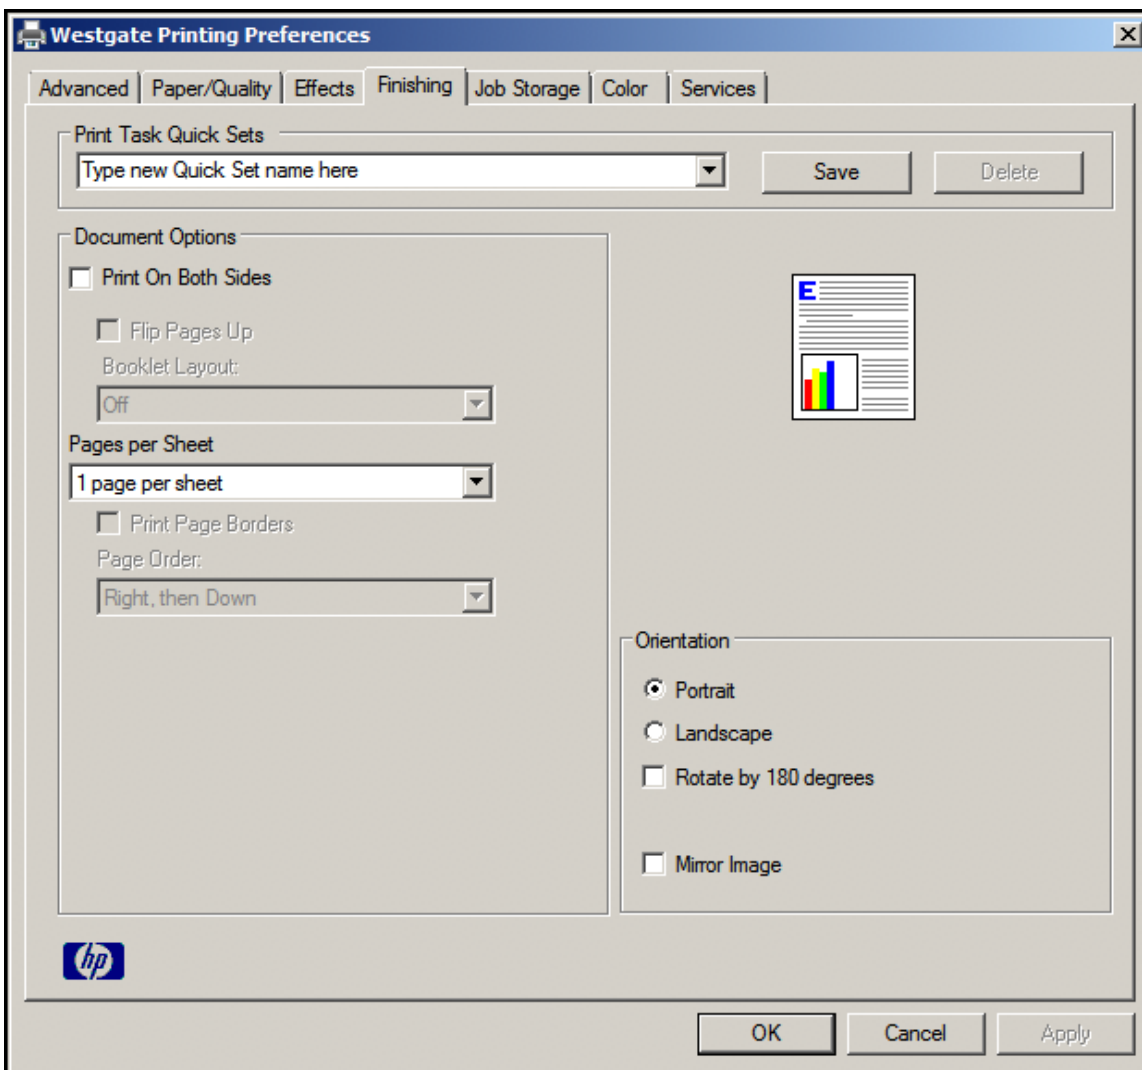 Westgate Printing Preferences
Advanced Paper/Quality Effects Finishing Job Storage Color Services
Print Task Quick Sets
Type new Quick Set name here Save Delete
Document Options
Print On Both Sides
Flip Pages Up
Booklet Layout:
Off
Pages per Sheet
1 page per sheet
Print Page Borders
Page Order:
Right, then Down
E
Orientation
Portrait
Landscape
Rotate by 180 degrees
Mirror Image
hp
OK Cancel Apply